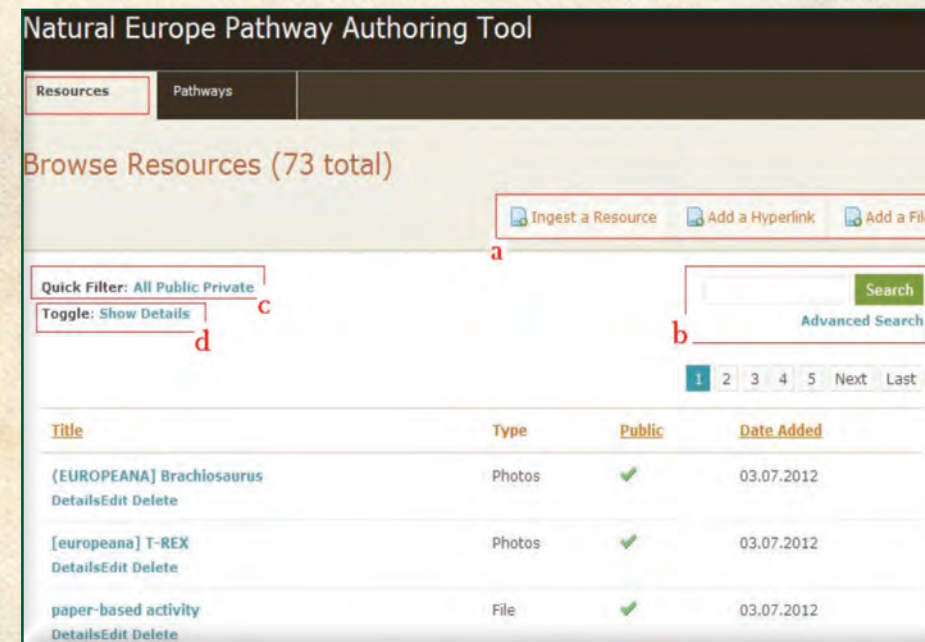 Natural Europe Pathway Authoring Tool
Resources Pathways
Browse Resources (73 total)
Ingest a Resource Add a Hyperlink Add a Fil
a
Quick Filter: All Public Private
c
Toggle: Show Details
d
Search
Advanced Search
b
1 2 3 4 5 Next Last
Title Type Public Date Added
(EUROPEANA] Brachiosaurus Photos 03.07.2012
DetailsEdit Delete
[europeana] T-REX Photos 03.07.2012
DetailsEdit Delete
paper-based activity File 03.07.2012
DetailsEdit Delete